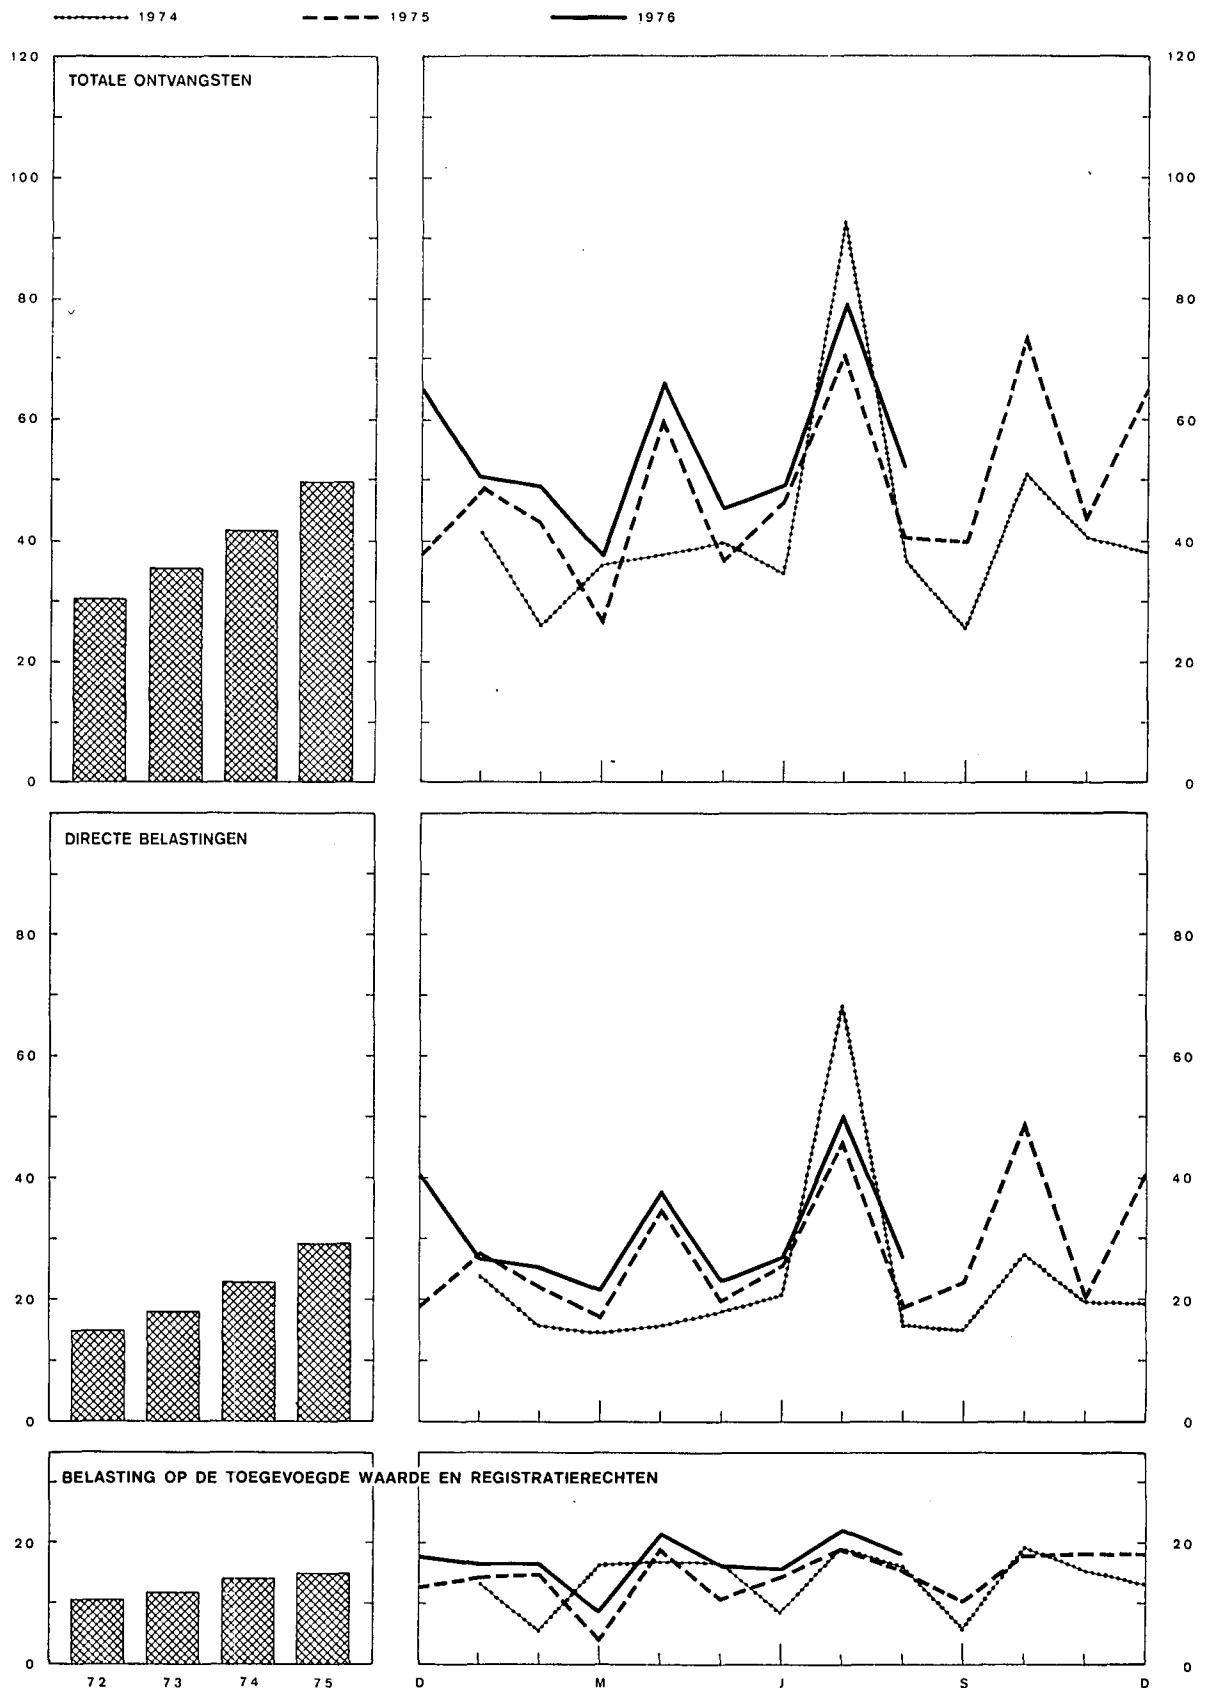 1974 1975 1976
120 120
TOTALE ONTVANGSTEN
100 100
80 80
60 60
40 40
20 20
0 0
DIRECTE BELASTINGEN
80 80
60 60
40 40
20 20
0 0
BELASTING OP DE TOEGEVOEGDE WAARDE EN REGISTRATIERECHTEN
20 20
0 0
72 73 74 75 D M J S D